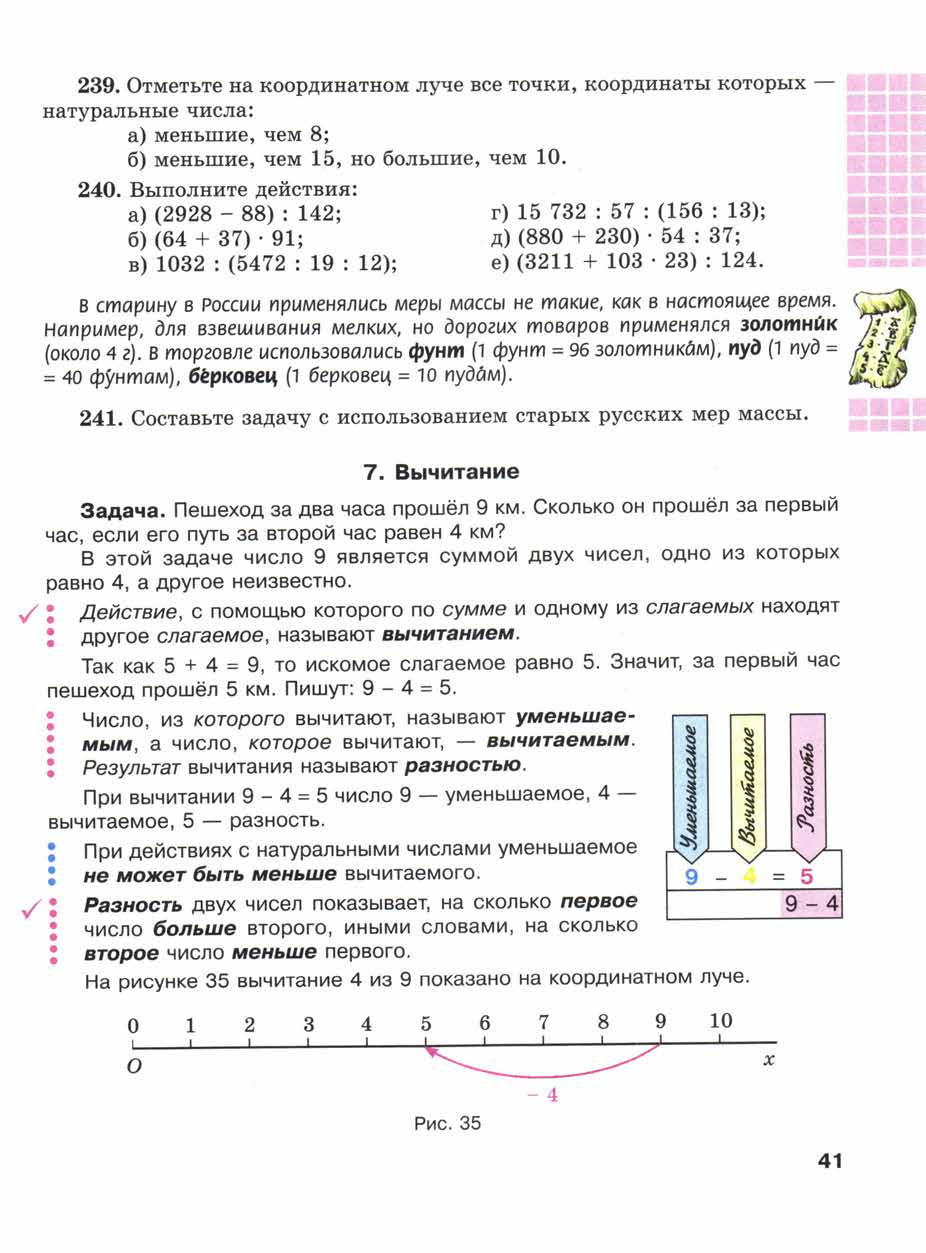 239. Отметьте на координатном луче все точки, координаты которых —
натуральные числа:
а) меньшие, чем 8;
б) меньшие, чем 15, но большие, чем 10.
240. Выполните действия:
а) (2928 – 88) : 142;
г) 15 732 : 57 : (156 : 13);
б) (64 + 37) · 91;
д) (880 + 230) · 54 : 37;
в) 1032 : (5472 : 19 : 12);
е) (3211 + 103 · 23) : 124.
В старину в России применялись меры массы не такие, как в настоящее время.
Например, для взвешивания мелких, но дорогих товаров применялся золотни́к
(около 4 г). В торговле использовались фунт (1 фунт = 96 золотника́м), пуд (1 пуд =
= 40 фу́нтам), бе́рковец (1 берковец = 10 пуда́м).
241. Составьте задачу с использованием старых русских мер массы.
7. Вычитание
Задача. Пешеход за два часа прошёл 9 км. Сколько он прошёл за первый
час, если его путь за второй час равен 4 км?
В этой задаче число 9 является суммой двух чисел, одно из которых
равно 4, а другое неизвестно.
Действие, с помощью которого по сумме и одному из слагаемых находят
другое слагаемое, называют вычитанием.
Так как 5 + 4 = 9, то искомое слагаемое равно 5. Значит, за первый час
пешеход прошёл 5 км. Пишут: 9 – 4 = 5.
Число, из которого вычитают, называют уменьшае-
мым, а число, которое вычитают, — вычитаемым.
Результат вычитания называют разностью.
При вычитании 9 – 4 = 5 число 9 — уменьшаемое, 4 —
вычитаемое, 5 — разность.
При действиях с натуральными числами уменьшаемое
не может быть меньше вычитаемого.
Разность двух чисел показывает, на сколько первое
число больше второго, иными словами, на сколько
второе число меньше первого.
Уменьшаемое
Вычитаемое
Разность
9 – 4 = 5
9 – 4
На рисунке 35 вычитание 4 из 9 показано на координатном луче.
0 1 2 3 4 5 6 7 8 9 10
O x
– 4
Рис. 35
41